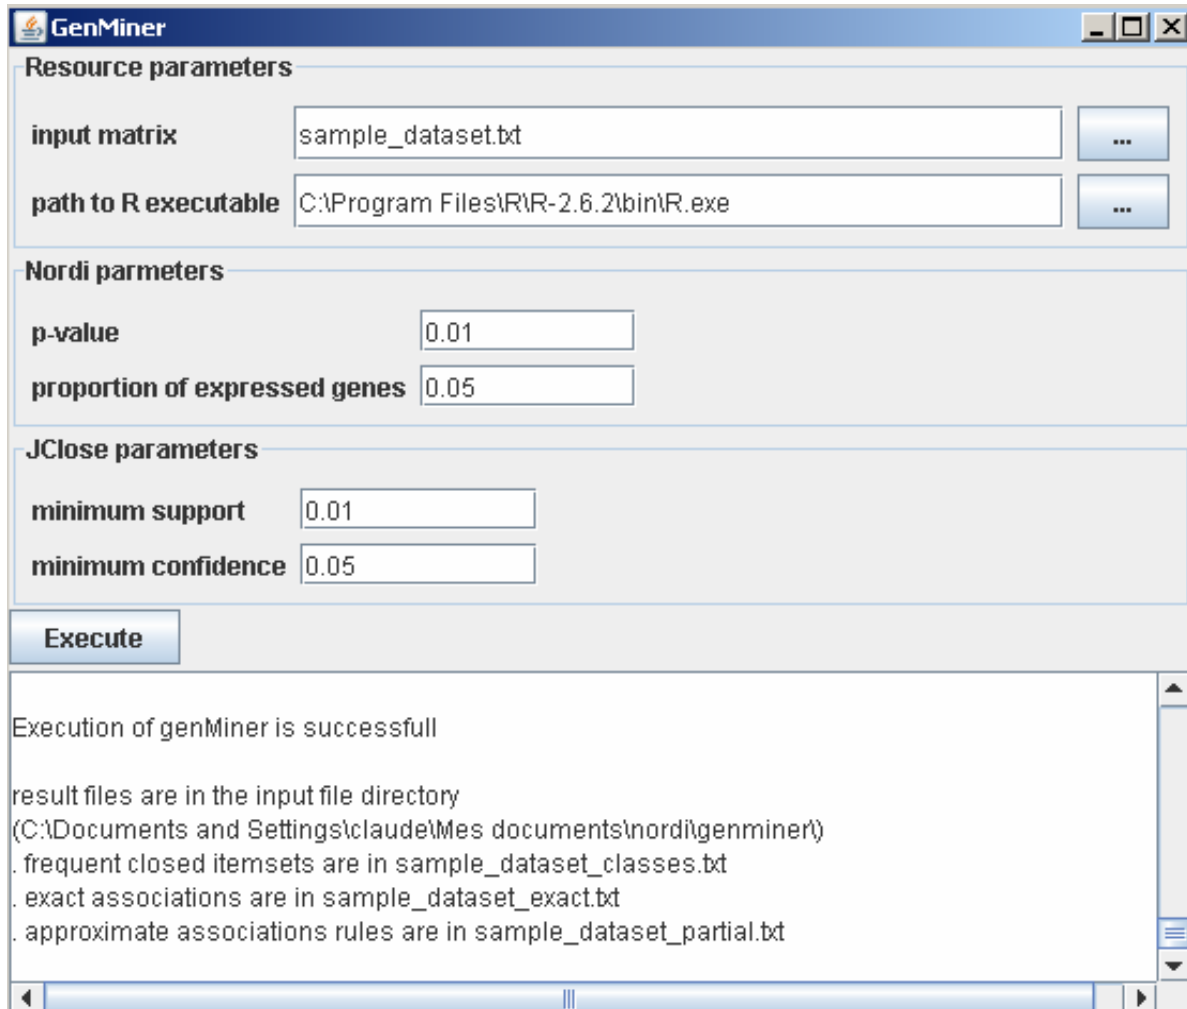 GenMiner
Resource parameters
input matrix sample_dataset.txt ...
path to R executable C:\Program Files\R\R-2.6.2\bin\R.exe ...
Nordi parmeters
p-value 0.01
proportion of expressed genes 0.05
JClose parameters
minimum support 0.01
minimum confidence 0.05
Execute
Execution of genMiner is successfull
result files are in the input file directory
(C:\Documents and Settings\claude\Mes documents\nordi\genminer\)
. frequent closed itemsets are in sample_dataset_classes.txt
. exact associations are in sample_dataset_exact.txt
. approximate associations rules are in sample_dataset_partial.txt